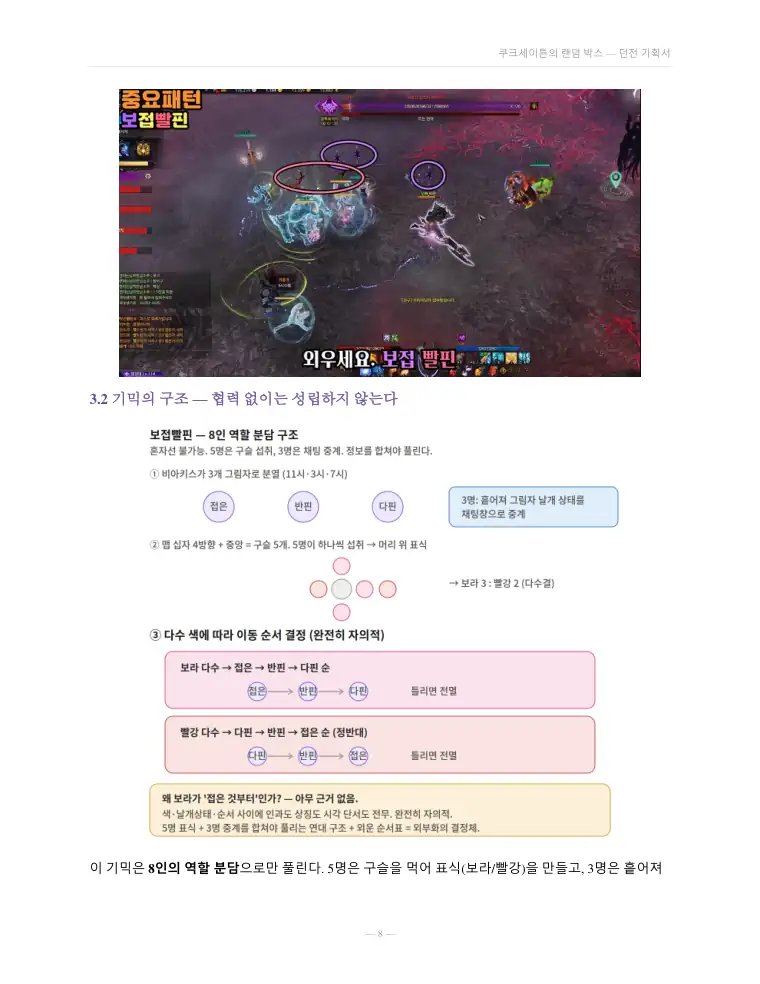 쿠크세이튼의 랜덤 박스 — 던전 기획서
중요패턴
보접빨핀
외우세요. 보접 빨핀
3.2 기믹의 구조 — 협력 없이는 성립하지 않는다
보접빨핀 — 8인 역할 분담 구조
혼자선 불가능. 5명은 구슬 섭취, 3명은 채팅 중계. 정보를 합쳐야 풀린다.
① 비아키스가 3개 그림자로 분열 (11시·3시·7시)
접은 반핀 다핀
3명: 흩어져 그림자 날개 상태를
채팅창으로 중계
② 맵 십자 4방향 + 중앙 = 구슬 5개. 5명이 하나씩 섭취 → 머리 위 표식
→ 보라 3 : 빨강 2 (다수결)
③ 다수 색에 따라 이동 순서 결정 (완전히 자의적)
보라 다수 → 접은 → 반핀 → 다핀 순
접은 → 반핀 → 다핀 틀리면 전멸
빨강 다수 → 다핀 → 반핀 → 접은 순 (정반대)
다핀 → 반핀 → 접은 틀리면 전멸
왜 보라가 '접은 것부터'인가? — 아무 근거 없음.
색·날개상태·순서 사이에 인과도 상징도 시각 단서도 전무. 완전히 자의적.
5명 표식 + 3명 중계를 합쳐야 풀리는 연대 구조 + 외운 순서표 = 외부화의 결정체.
이 기믹은 8인의 역할 분담으로만 풀린다. 5명은 구슬을 먹어 표식(보라/빨강)을 만들고, 3명은 흩어져
— 8 —